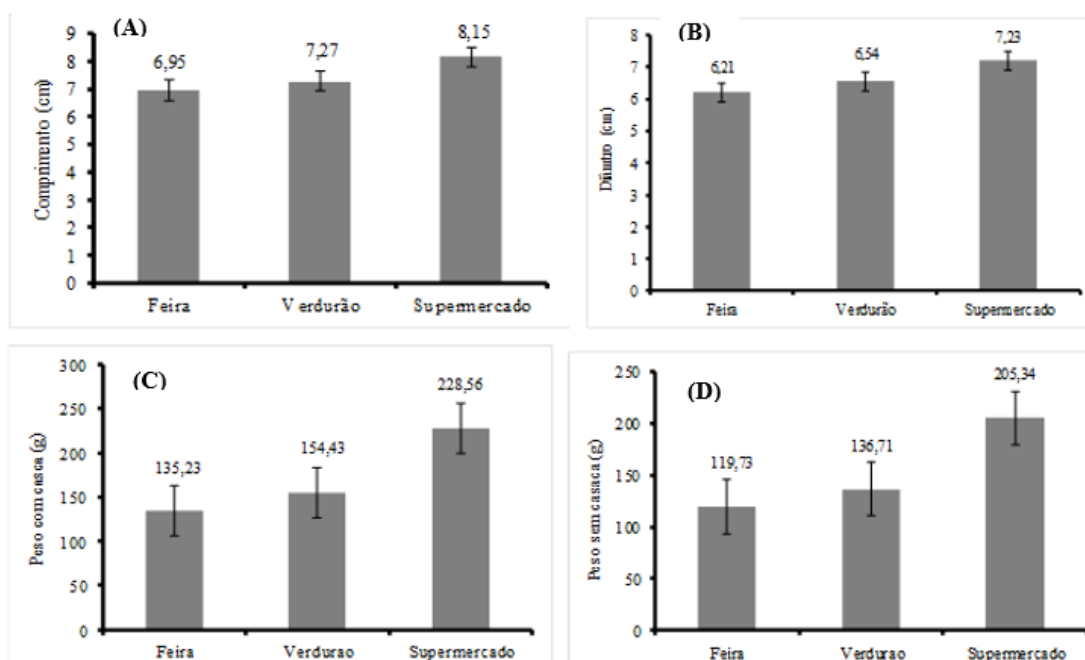 (A)
Comprimento (cm)
9
8
7
6
5
4
3
2
1
0
6,95
7,27
8,15
Feira
Verdurão
Supermercado
(B)
8
7
6
5
4
3
2
1
0
6,21
6,54
7,23
Feira
Verdurão
Supermercado
(C)
Peso com casca (g)
300
250
200
150
100
50
0
135,23
154,43
228,56
Feira
Verdurao
Supermercado
(D)
Peso sem casaca (g)
250
200
150
100
50
0
119,73
136,71
205,34
Feira
Verdurao
Supermercado